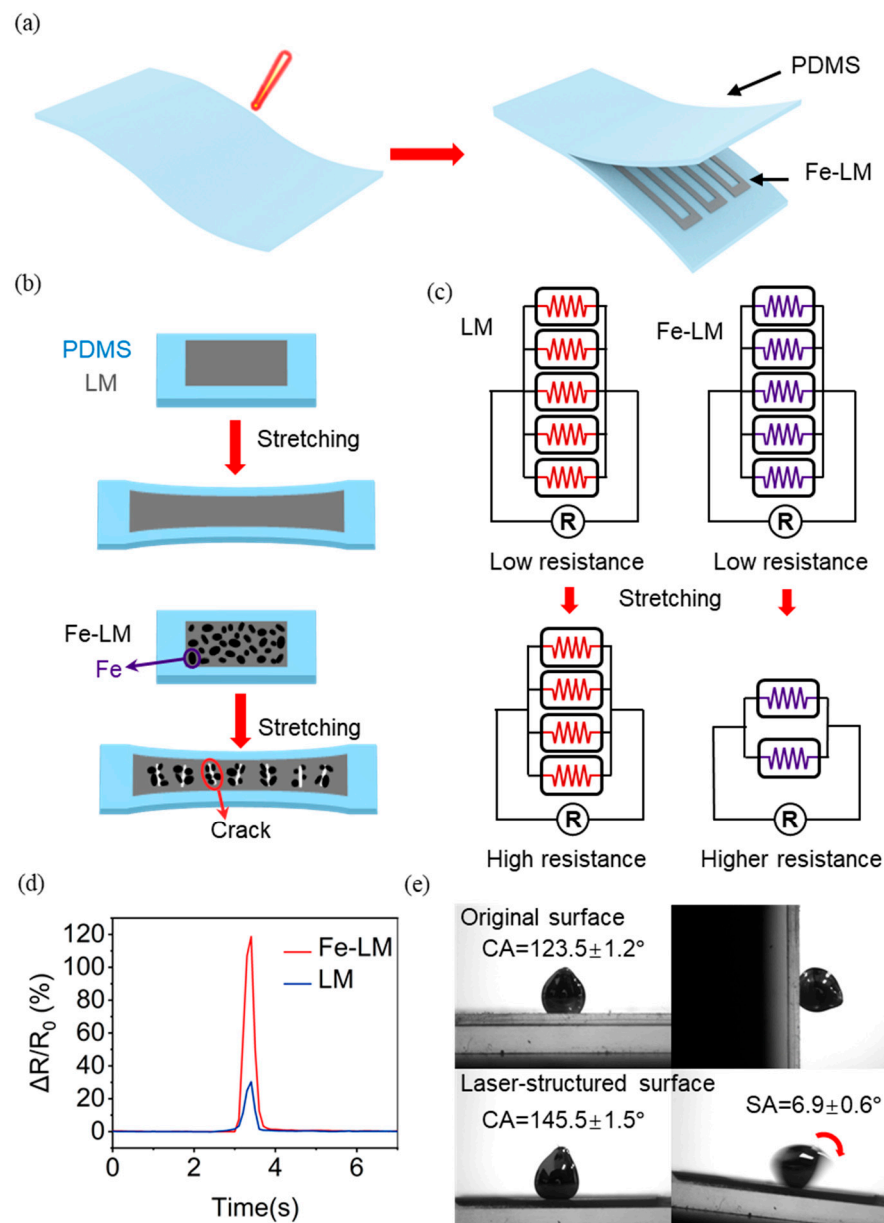 (a)
PDMS
Fe-LM
(b)
PDMS
LM
Stretching
Fe-LM
Fe
Stretching
Crack
(c)
LM
Fe-LM
R
R
Low resistance
Low resistance
Stretching
R
R
High resistance
Higher resistance
(d)
120
100
80
60
40
20
0
ΔR/R₀ (%)
Fe-LM
LM
0
2
4
6
Time(s)
(e)
Original surface
CA=123.5±1.2°
Laser-structured surface
CA=145.5±1.5°
SA=6.9±0.6°